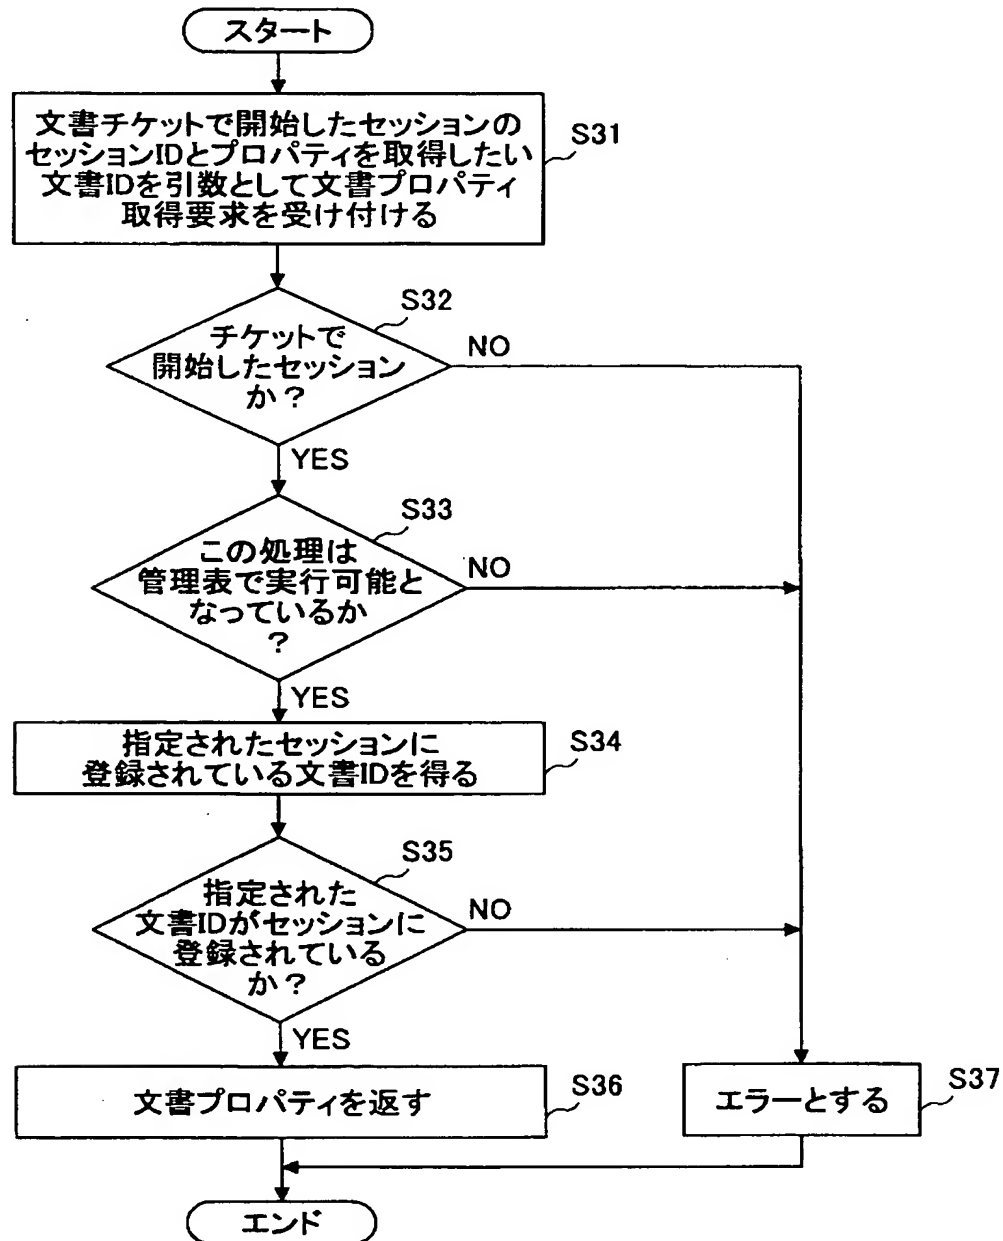 スタート
文書チケットで開始したセッションの
セッションIDとプロパティを取得したい
文書IDを引数として文書プロパティ
取得要求を受け付ける
S31
チケットで
開始したセッション
か？
S32
NO
YES
この処理は
管理表で実行可能と
なっているか
？
S33
NO
YES
指定されたセッションに
登録されている文書IDを得る
S34
指定された
文書IDがセッションに
登録されている
か？
S35
NO
YES
文書プロパティを返す
S36
エラーとする
S37
エンド